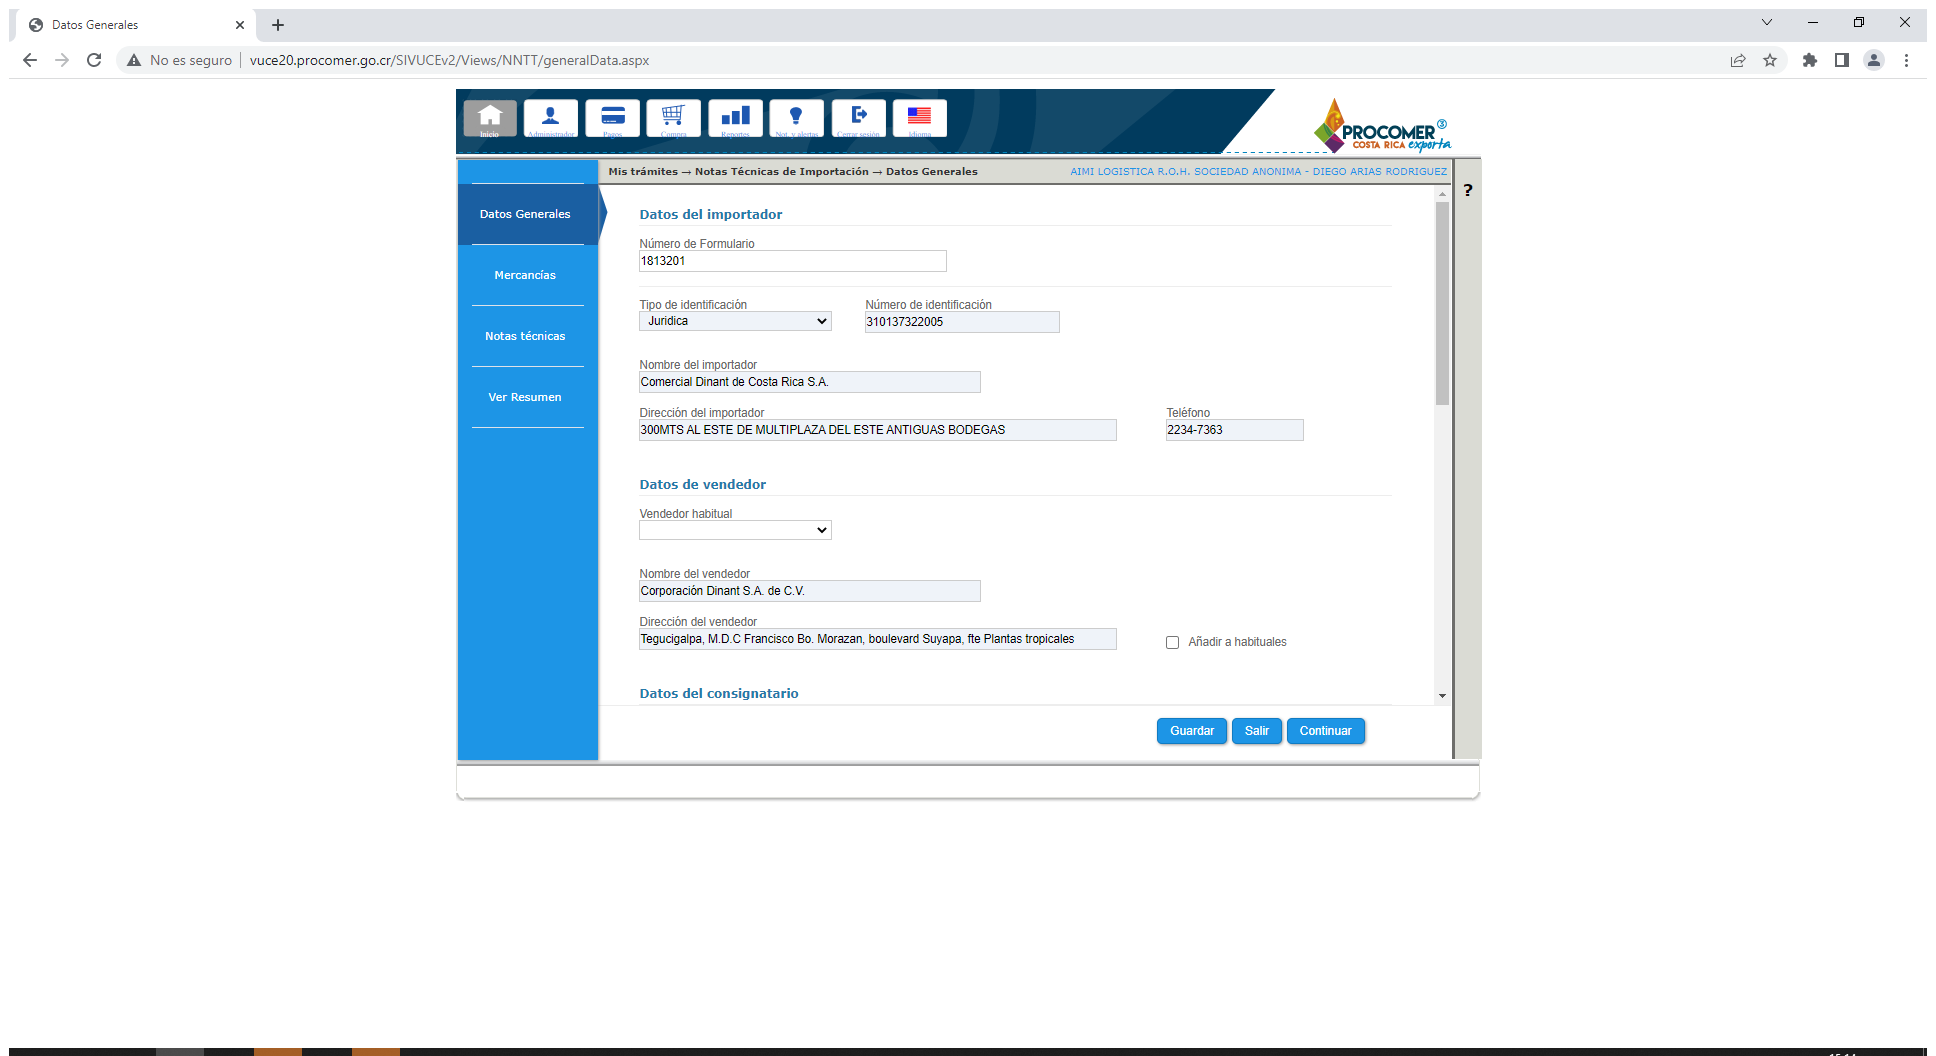 Datos Generales
No es seguro
vuce20.procomer.go.cr/SIVUCEv2/Views/NNTT/generalData.aspx
Inicio
Administrador
Pagos
Compra
Reportes
Not. y alertas
Cerrar sesión
Idioma
PROCOMER
COSTA RICA exporta
Mis trámites → Notas Técnicas de Importación → Datos Generales
AIMI LOGISTICA R.O.H. SOCIEDAD ANONIMA - DIEGO ARIAS RODRIGUEZ
?
Datos Generales
Mercancías
Notas técnicas
Ver Resumen
Datos del importador
Número de Formulario
1813201
Tipo de identificación
Número de identificación
Juridica
310137322005
Nombre del importador
Comercial Dinant de Costa Rica S.A.
Dirección del importador
Teléfono
300MTS AL ESTE DE MULTIPLAZA DEL ESTE ANTIGUAS BODEGAS
2234-7363
Datos de vendedor
Vendedor habitual
Nombre del vendedor
Corporación Dinant S.A. de C.V.
Dirección del vendedor
Tegucigalpa, M.D.C Francisco Bo. Morazan, boulevard Suyapa, fte Plantas tropicales
Añadir a habituales
Datos del consignatario
Guardar
Salir
Continuar